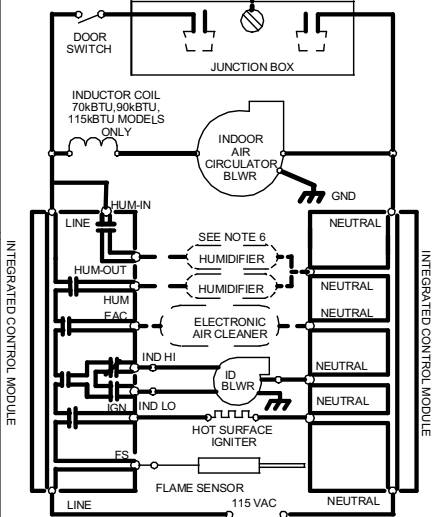 DOOR
SWITCH
JUNCTION BOX
INDUCTOR COIL
70kBTU,90kBTU,
115kBTU MODELS
ONLY
INDOOR
AIR
CIRCULATOR
BLWR
GND
HUM-IN
LINE
NEUTRAL
SEE NOTE 6
HUMIDIFIER
HUM-OUT
HUMIDIFIER
NEUTRAL
HUM
EAC
NEUTRAL
ELECTRONIC
AIR CLEANER
INTEGRATED CONTROL MODULE
INTEGRATED CONTROL MODULE
IND HI
ID
BLWR
NEUTRAL
IGN
IND LO
NEUTRAL
HOT SURFACE
IGNITER
FS
FLAME SENSOR
LINE
115 VAC
NEUTRAL